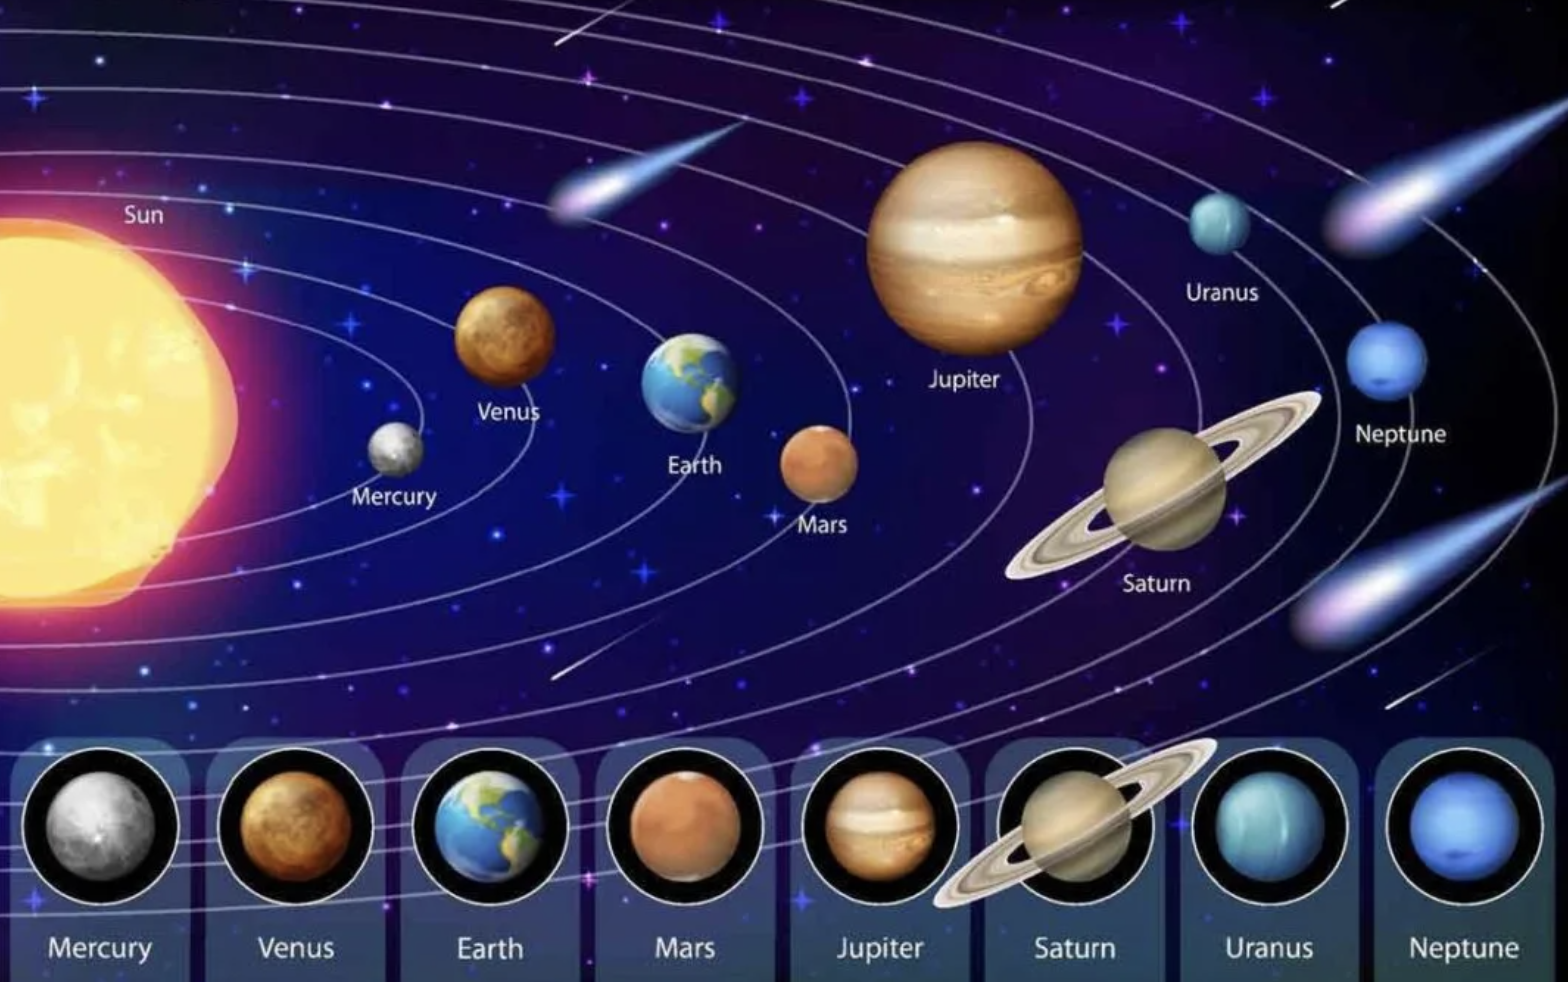 Sun
Uranus
Jupiter
Venus
Neptune
Earth
Mercury
Mars
Saturn
Mercury
Venus
Earth
Mars
Jupiter
Saturn
Uranus
Neptune